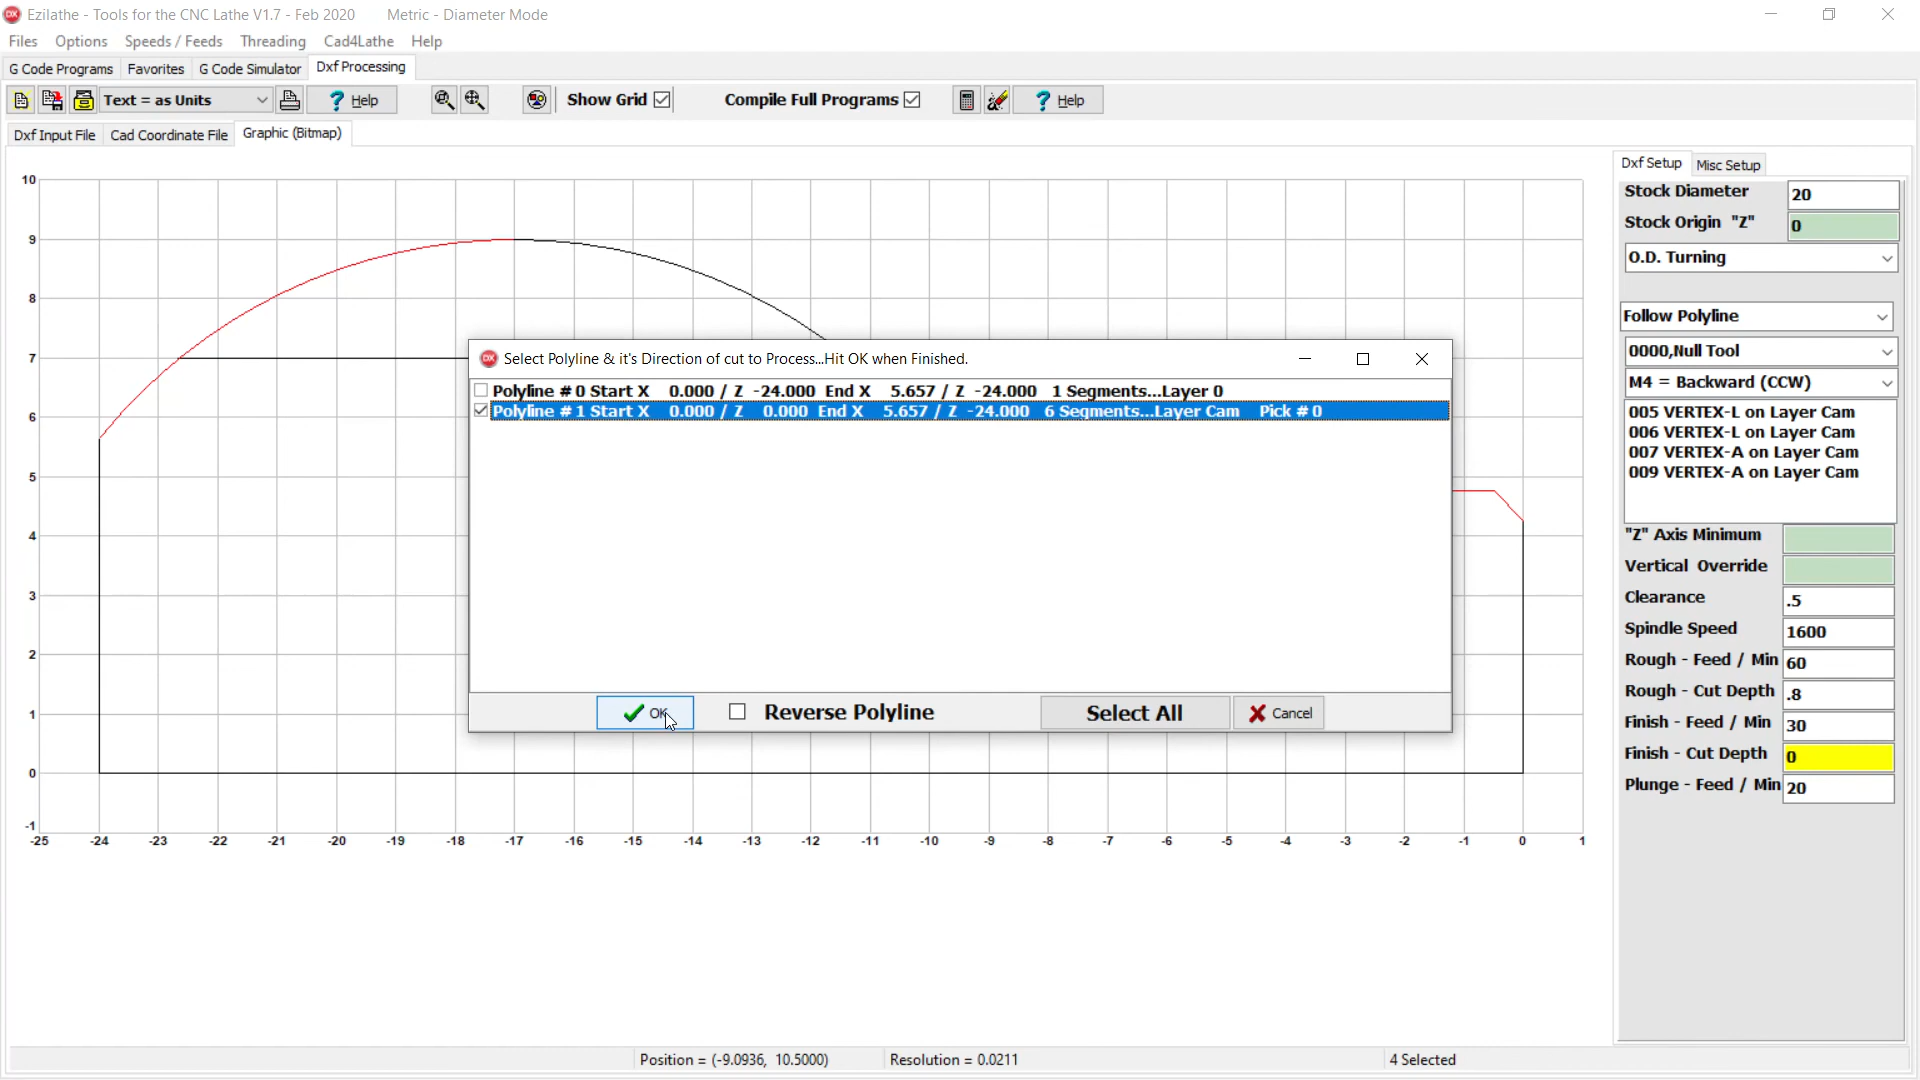 Ezilathe - Tools for the CNC Lathe V1.7 - Feb 2020 Metric - Diameter Mode
Files Options Speeds / Feeds Threading Cad4Lathe Help
G Code Programs Favorites G Code Simulator Dxf Processing
Text = as Units Help Show Grid Compile Full Programs Help
Dxf Input File Cad Coordinate File Graphic (Bitmap)
Dxf Setup Misc Setup
Stock Diameter 20
Stock Origin "Z" 0
O.D. Turning
Follow Polyline
0000,Null Tool
M4 = Backward (CCW)
005 VERTEX-L on Layer Cam
006 VERTEX-L on Layer Cam
007 VERTEX-A on Layer Cam
009 VERTEX-A on Layer Cam
"Z" Axis Minimum
Vertical Override
Clearance .5
Spindle Speed 1600
Rough - Feed / Min 60
Rough - Cut Depth .8
Finish - Feed / Min 30
Finish - Cut Depth 0
Plunge - Feed / Min 20
10
9
8
7
6
5
4
3
2
1
0
-1
-25 -24 -23 -22 -21 -20 -19 -18 -17 -16 -15 -14 -13 -12 -11 -10 -9 -8 -7 -6 -5 -4 -3 -2 -1 0 1
Select Polyline & it's Direction of cut to Process...Hit OK when Finished.
Polyline # 0 Start X 0.000 / Z -24.000 End X 5.657 / Z -24.000 1 Segments...Layer 0
Polyline # 1 Start X 0.000 / Z 0.000 End X 5.657 / Z -24.000 6 Segments...Layer Cam Pick # 0
OK Reverse Polyline Select All Cancel
Position = (-9.0936, 10.5000) Resolution = 0.0211 4 Selected